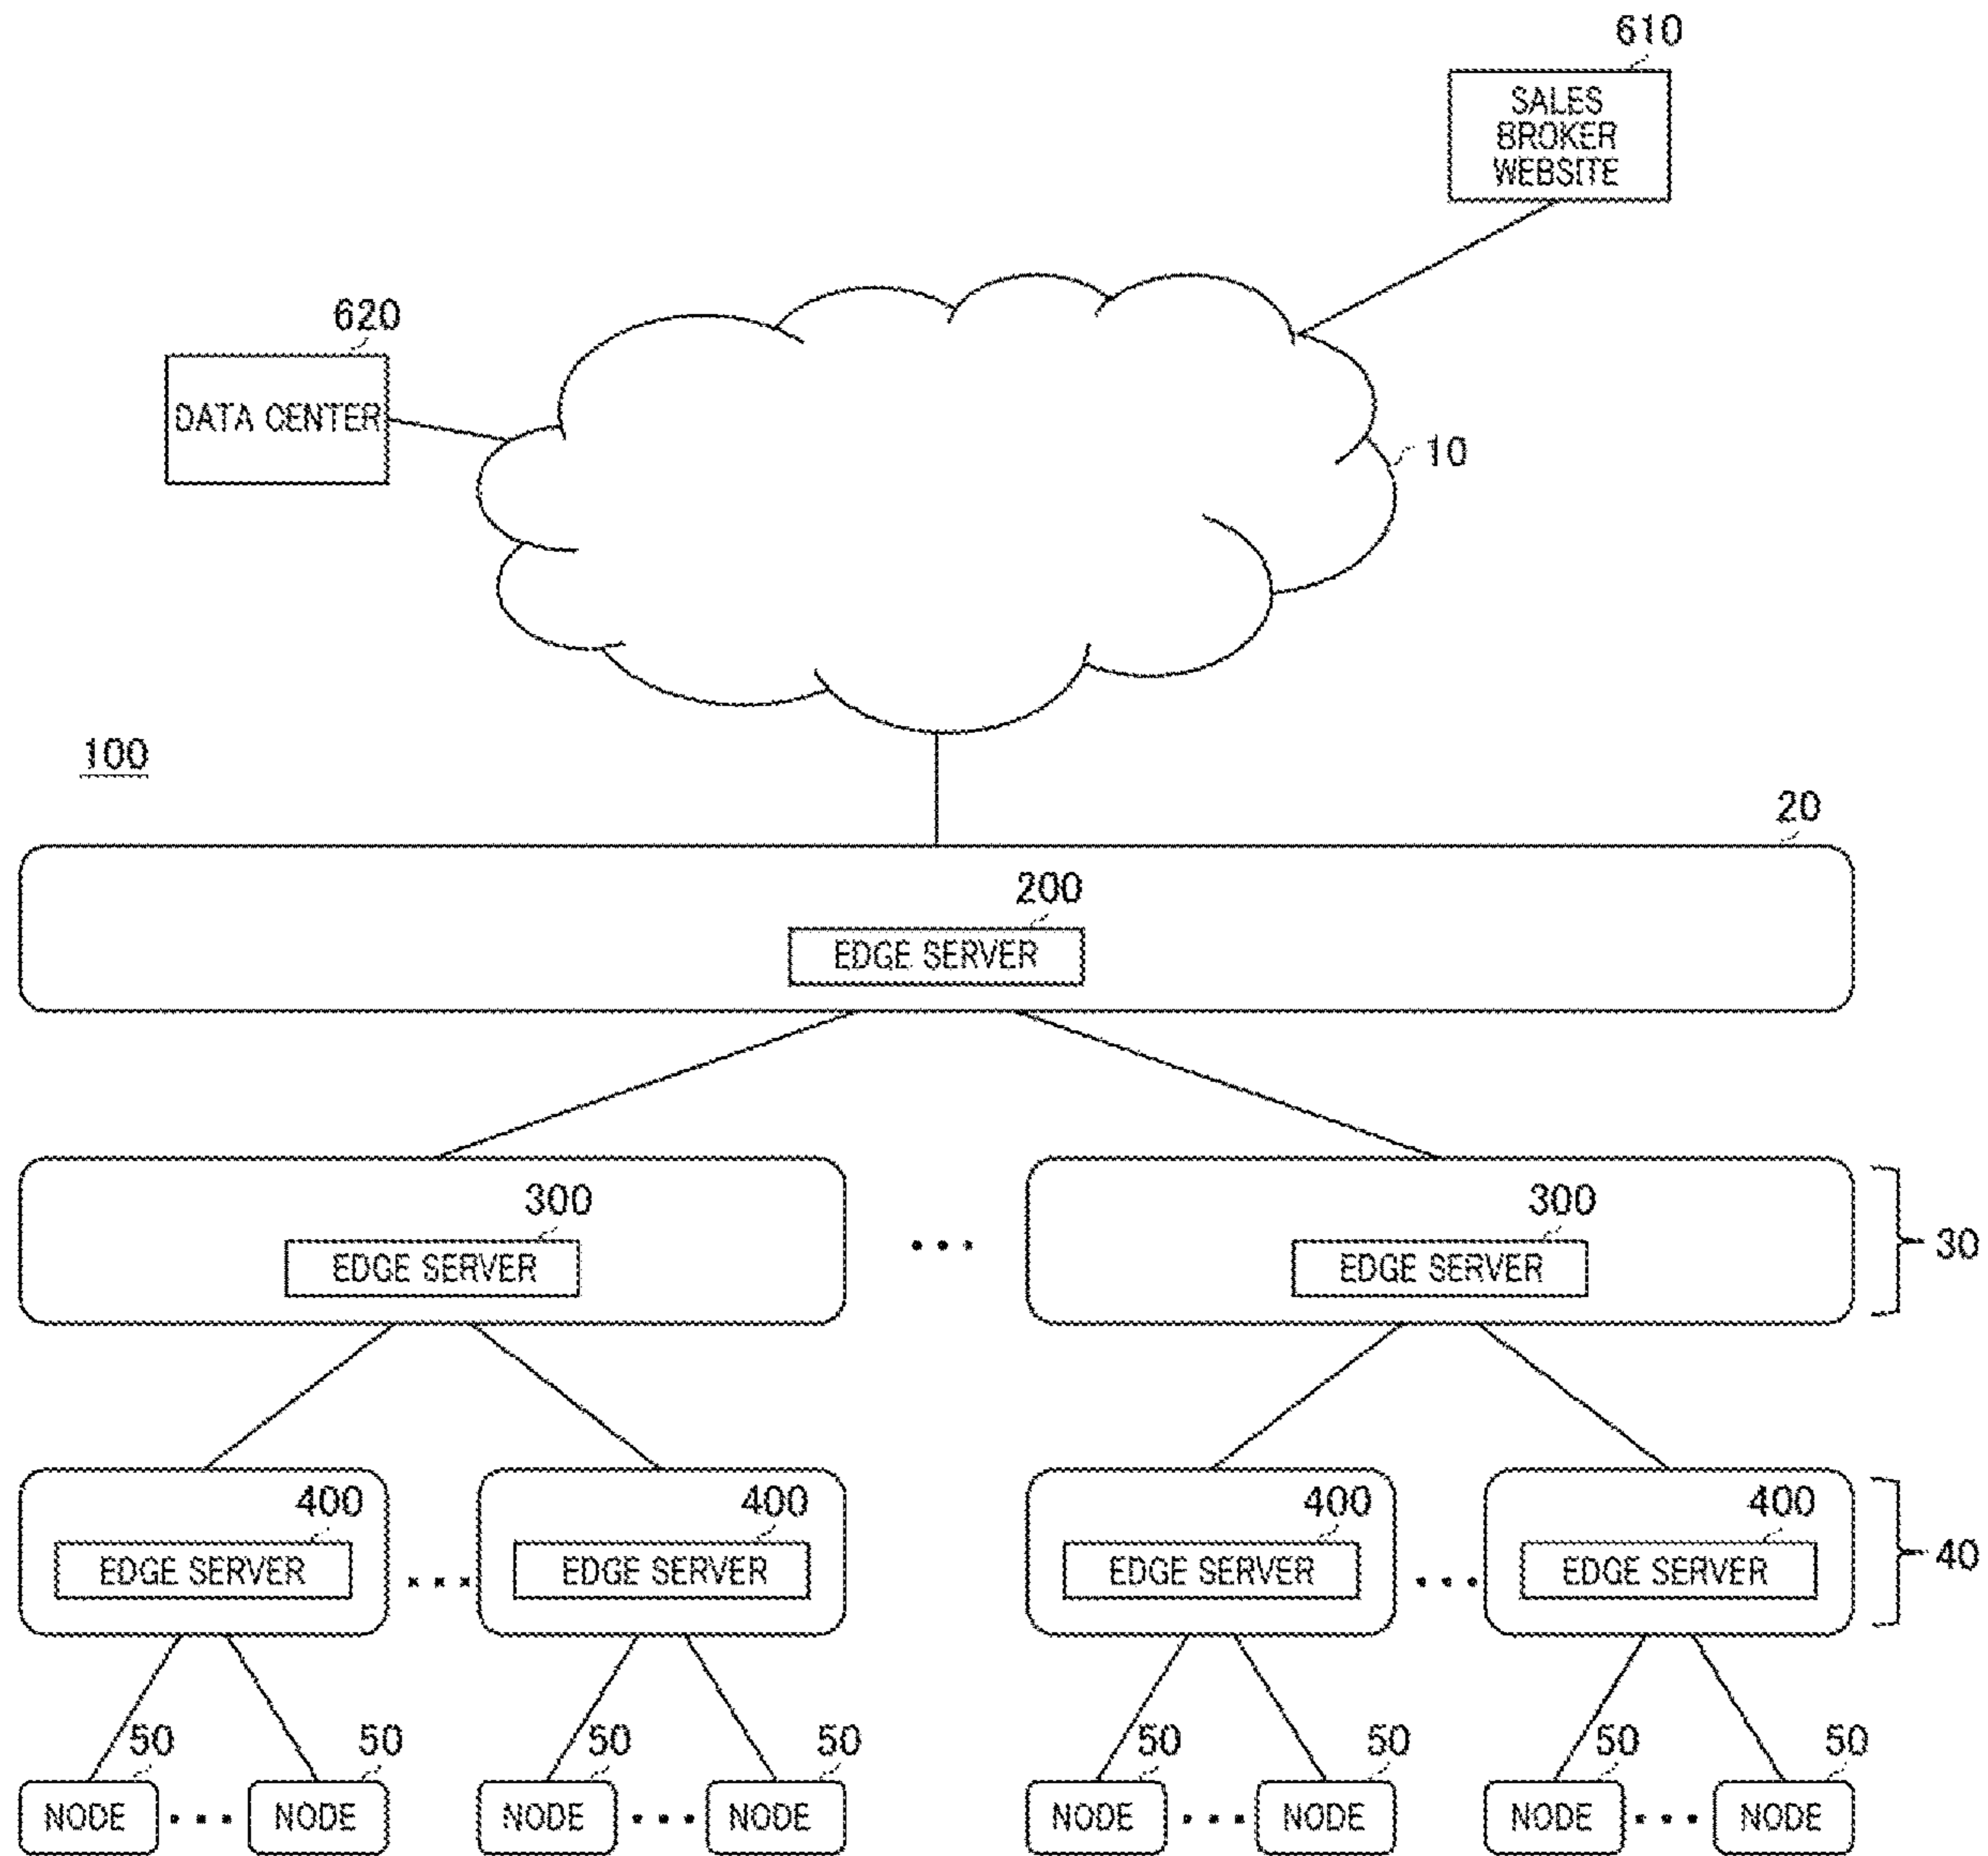 610
SALES
BROKER
WEBSITE
620
DATA CENTER
10
100
20
200
EDGE SERVER
300
EDGE SERVER
...
300
EDGE SERVER
30
400
EDGE SERVER
...
400
EDGE SERVER
400
EDGE SERVER
...
400
EDGE SERVER
40
50
50
50
50
50
50
50
50
NODE ... NODE
NODE ... NODE
NODE ... NODE
NODE ... NODE